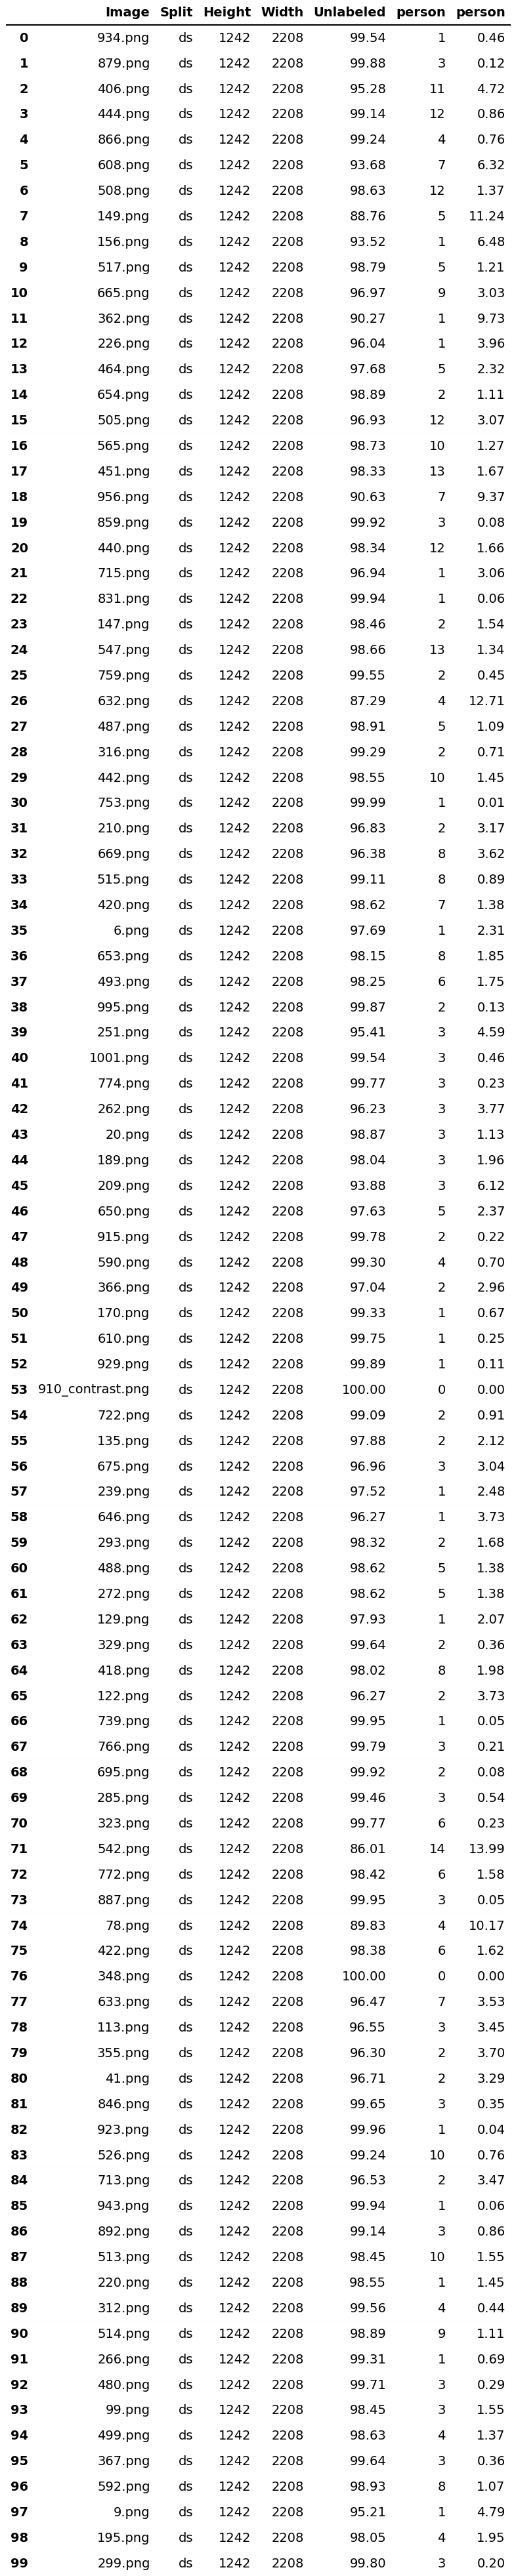 Image Split Height Width Unlabeled person person
0 934.png ds 1242 2208 99.54 1 0.46
1 879.png ds 1242 2208 99.88 3 0.12
2 406.png ds 1242 2208 95.28 11 4.72
3 444.png ds 1242 2208 99.14 12 0.86
4 866.png ds 1242 2208 99.24 4 0.76
5 608.png ds 1242 2208 93.68 7 6.32
6 508.png ds 1242 2208 98.63 12 1.37
7 149.png ds 1242 2208 88.76 5 11.24
8 156.png ds 1242 2208 93.52 1 6.48
9 517.png ds 1242 2208 98.79 5 1.21
10 665.png ds 1242 2208 96.97 9 3.03
11 362.png ds 1242 2208 90.27 1 9.73
12 226.png ds 1242 2208 96.04 1 3.96
13 464.png ds 1242 2208 97.68 5 2.32
14 654.png ds 1242 2208 98.89 2 1.11
15 505.png ds 1242 2208 96.93 12 3.07
16 565.png ds 1242 2208 98.73 10 1.27
17 451.png ds 1242 2208 98.33 13 1.67
18 956.png ds 1242 2208 90.63 7 9.37
19 859.png ds 1242 2208 99.92 3 0.08
20 440.png ds 1242 2208 98.34 12 1.66
21 715.png ds 1242 2208 96.94 1 3.06
22 831.png ds 1242 2208 99.94 1 0.06
23 147.png ds 1242 2208 98.46 2 1.54
24 547.png ds 1242 2208 98.66 13 1.34
25 759.png ds 1242 2208 99.55 2 0.45
26 632.png ds 1242 2208 87.29 4 12.71
27 487.png ds 1242 2208 98.91 5 1.09
28 316.png ds 1242 2208 99.29 2 0.71
29 442.png ds 1242 2208 98.55 10 1.45
30 753.png ds 1242 2208 99.99 1 0.01
31 210.png ds 1242 2208 96.83 2 3.17
32 669.png ds 1242 2208 96.38 8 3.62
33 515.png ds 1242 2208 99.11 8 0.89
34 420.png ds 1242 2208 98.62 7 1.38
35 6.png ds 1242 2208 97.69 1 2.31
36 653.png ds 1242 2208 98.15 8 1.85
37 493.png ds 1242 2208 98.25 6 1.75
38 995.png ds 1242 2208 99.87 2 0.13
39 251.png ds 1242 2208 95.41 3 4.59
40 1001.png ds 1242 2208 99.54 3 0.46
41 774.png ds 1242 2208 99.77 3 0.23
42 262.png ds 1242 2208 96.23 3 3.77
43 20.png ds 1242 2208 98.87 3 1.13
44 189.png ds 1242 2208 98.04 3 1.96
45 209.png ds 1242 2208 93.88 3 6.12
46 650.png ds 1242 2208 97.63 5 2.37
47 915.png ds 1242 2208 99.78 2 0.22
48 590.png ds 1242 2208 99.30 4 0.70
49 366.png ds 1242 2208 97.04 2 2.96
50 170.png ds 1242 2208 99.33 1 0.67
51 610.png ds 1242 2208 99.75 1 0.25
52 929.png ds 1242 2208 99.89 1 0.11
53 910_contrast.png ds 1242 2208 100.00 0 0.00
54 722.png ds 1242 2208 99.09 2 0.91
55 135.png ds 1242 2208 97.88 2 2.12
56 675.png ds 1242 2208 96.96 3 3.04
57 239.png ds 1242 2208 97.52 1 2.48
58 646.png ds 1242 2208 96.27 1 3.73
59 293.png ds 1242 2208 98.32 2 1.68
60 488.png ds 1242 2208 98.62 5 1.38
61 272.png ds 1242 2208 98.62 5 1.38
62 129.png ds 1242 2208 97.93 1 2.07
63 329.png ds 1242 2208 99.64 2 0.36
64 418.png ds 1242 2208 98.02 8 1.98
65 122.png ds 1242 2208 96.27 2 3.73
66 739.png ds 1242 2208 99.95 1 0.05
67 766.png ds 1242 2208 99.79 3 0.21
68 695.png ds 1242 2208 99.92 2 0.08
69 285.png ds 1242 2208 99.46 3 0.54
70 323.png ds 1242 2208 99.77 6 0.23
71 542.png ds 1242 2208 86.01 14 13.99
72 772.png ds 1242 2208 98.42 6 1.58
73 887.png ds 1242 2208 99.95 3 0.05
74 78.png ds 1242 2208 89.83 4 10.17
75 422.png ds 1242 2208 98.38 6 1.62
76 348.png ds 1242 2208 100.00 0 0.00
77 633.png ds 1242 2208 96.47 7 3.53
78 113.png ds 1242 2208 96.55 3 3.45
79 355.png ds 1242 2208 96.30 2 3.70
80 41.png ds 1242 2208 96.71 2 3.29
81 846.png ds 1242 2208 99.65 3 0.35
82 923.png ds 1242 2208 99.96 1 0.04
83 526.png ds 1242 2208 99.24 10 0.76
84 713.png ds 1242 2208 96.53 2 3.47
85 943.png ds 1242 2208 99.94 1 0.06
86 892.png ds 1242 2208 99.14 3 0.86
87 513.png ds 1242 2208 98.45 10 1.55
88 220.png ds 1242 2208 98.55 1 1.45
89 312.png ds 1242 2208 99.56 4 0.44
90 514.png ds 1242 2208 98.89 9 1.11
91 266.png ds 1242 2208 99.31 1 0.69
92 480.png ds 1242 2208 99.71 3 0.29
93 99.png ds 1242 2208 98.45 3 1.55
94 499.png ds 1242 2208 98.63 4 1.37
95 367.png ds 1242 2208 99.64 3 0.36
96 592.png ds 1242 2208 98.93 8 1.07
97 9.png ds 1242 2208 95.21 1 4.79
98 195.png ds 1242 2208 98.05 4 1.95
99 299.png ds 1242 2208 99.80 3 0.20